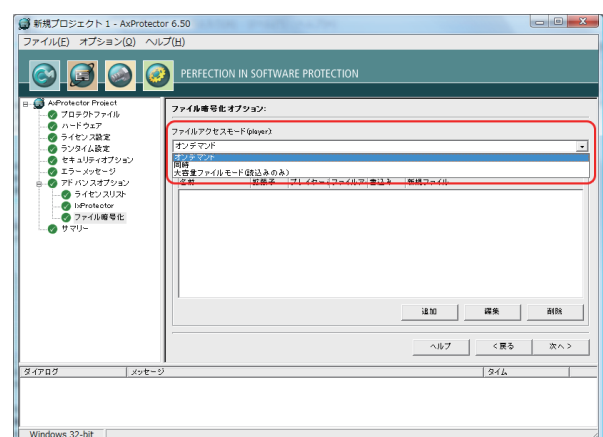 新規プロジェクト 1 - AxProtector 6.50
ファイル(F) オプション(O) ヘルプ(H)
PERFECTION IN SOFTWARE PROTECTION
AxProtector Project
プロテクトファイル
ハードウェア
ライセンス設定
ランタイム設定
セキュリティオプション
エラーメッセージ
アドバンスオプション
ライセンスリスト
IxProtector
ファイル暗号化
サマリー
ファイル暗号化オプション:
ファイルアクセスモード(player):
オンデマンド
オンデマンド
同時
大容量ファイルモード(読込みのみ)
名前 拡張子 プレイヤー ファイルア 書込み 新規ファイル
追加 編集 削除
ヘルプ <戻る 次へ>
ダイアログ メッセージ タイム
Windows 32-bit